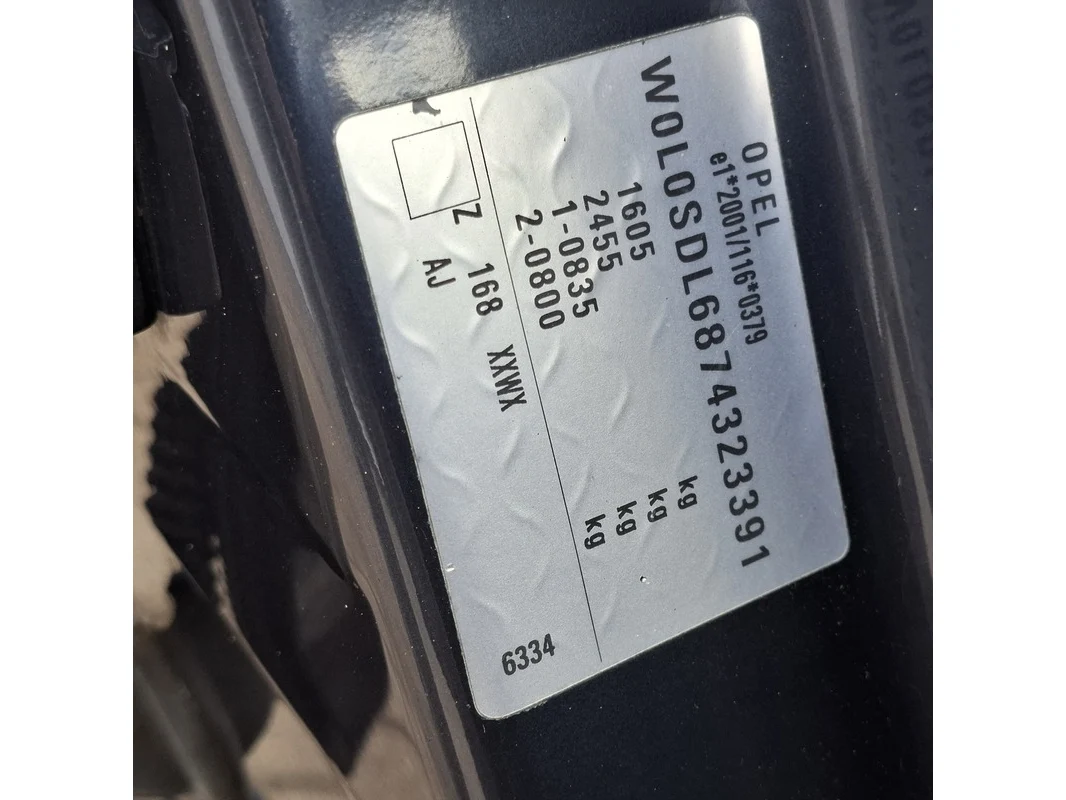 OPEL
e1*2001/116*0379
W0L0SDL6874323391
1605 kg
2455 kg
1-0835 kg
2-0800 kg
Z 168 XXWX
AJ
6334